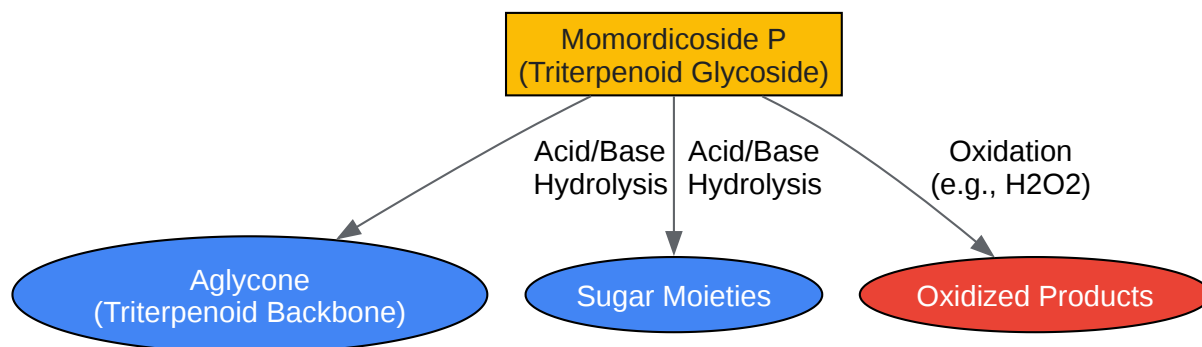 Momordicoside P
(Triterpenoid Glycoside)
Acid/Base
Hydrolysis
Acid/Base
Hydrolysis
Oxidation
(e.g., H2O2)
Aglycone
(Triterpenoid Backbone)
Sugar Moieties
Oxidized Products